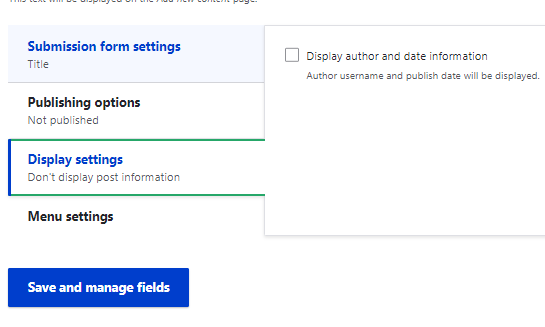 This text will be displayed on the Add new content page.
Submission form settings
Title
Publishing options
Not published
Display settings
Don't display post information
Menu settings
Display author and date information
Author username and publish date will be displayed.
Save and manage fields